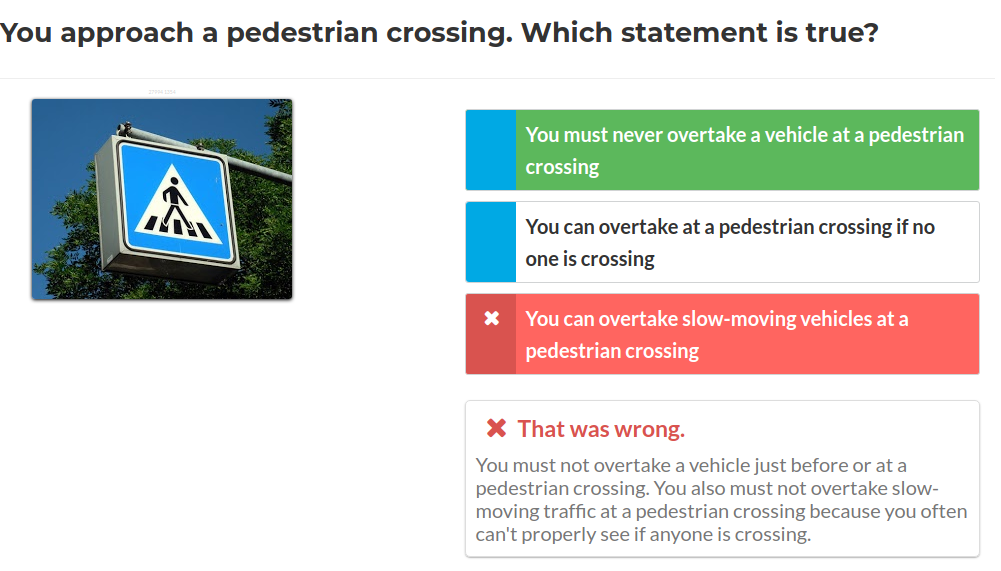 You approach a pedestrian crossing. Which statement is true?
You must never overtake a vehicle at a pedestrian
crossing
You can overtake at a pedestrian crossing if no
one is crossing
You can overtake slow-moving vehicles at a
pedestrian crossing
That was wrong.
You must not overtake a vehicle just before or at a
pedestrian crossing. You also must not overtake slow-
moving traffic at a pedestrian crossing because you often
can't properly see if anyone is crossing.